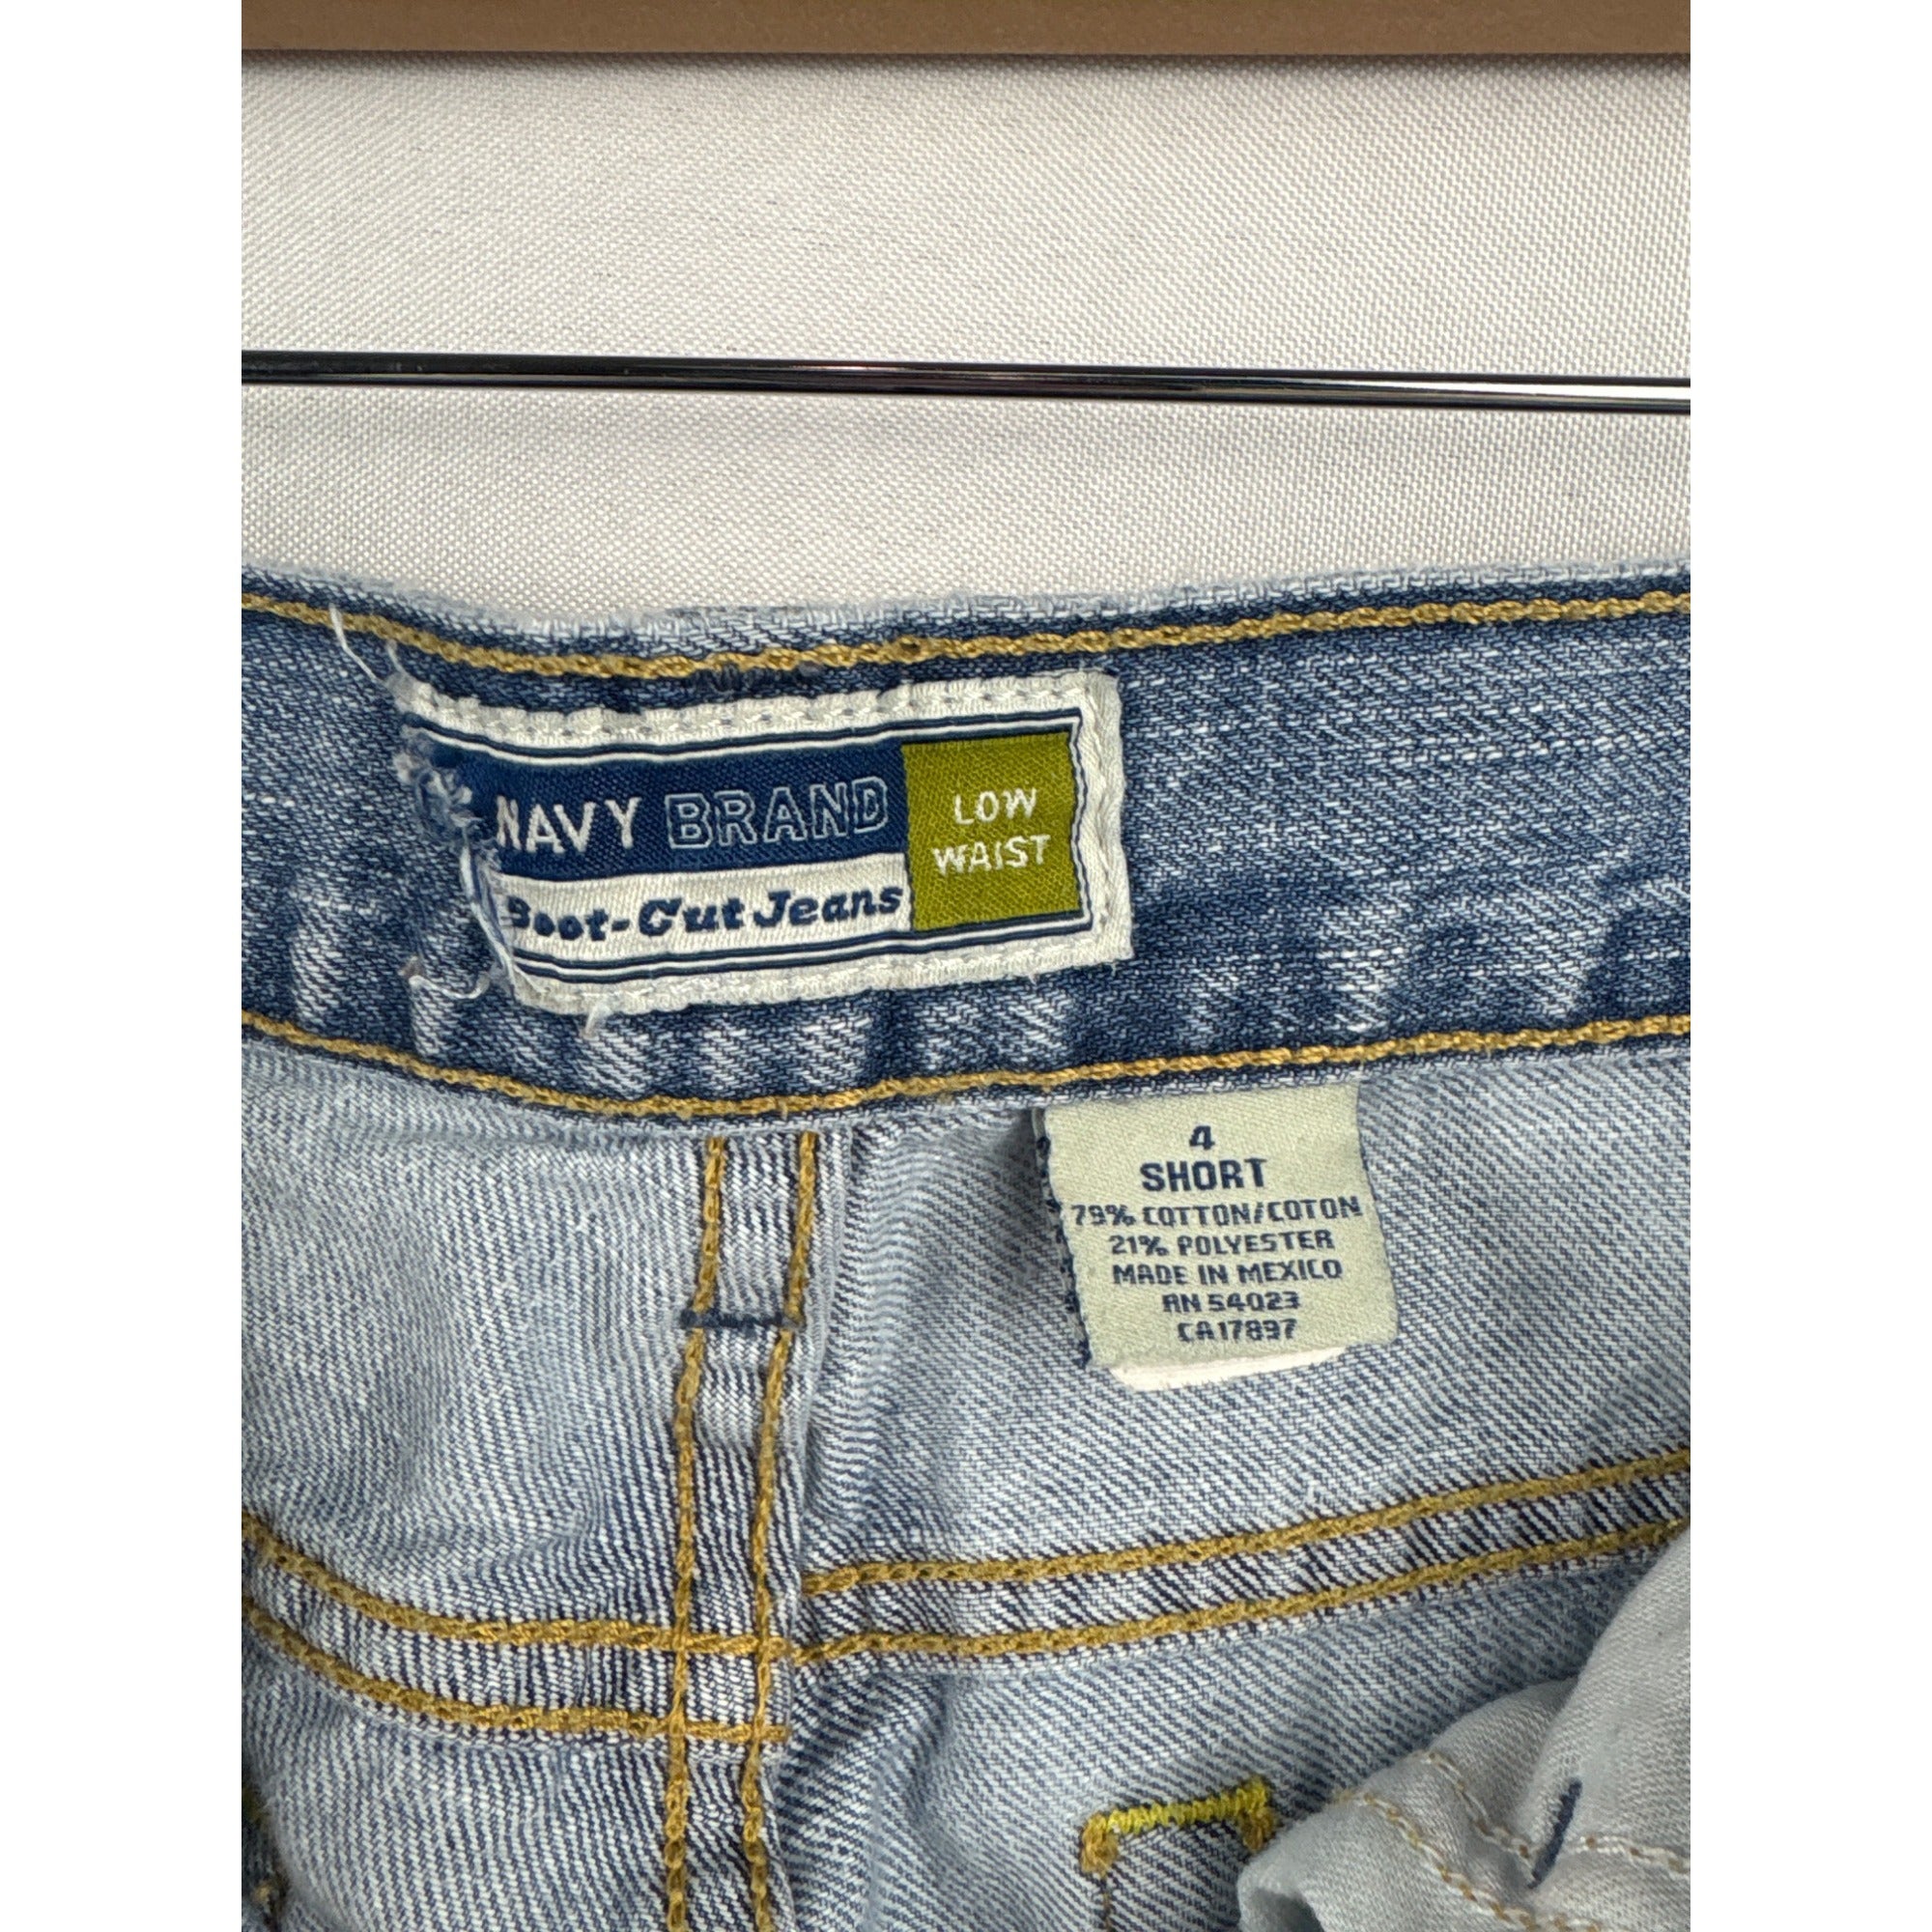 NAVY BRAND
Boot-Cut Jeans
LOW
WAIST
4
SHORT
79% COTTON/COTON
21% POLYESTER
MADE IN MEXICO
RN 54023
CA17897